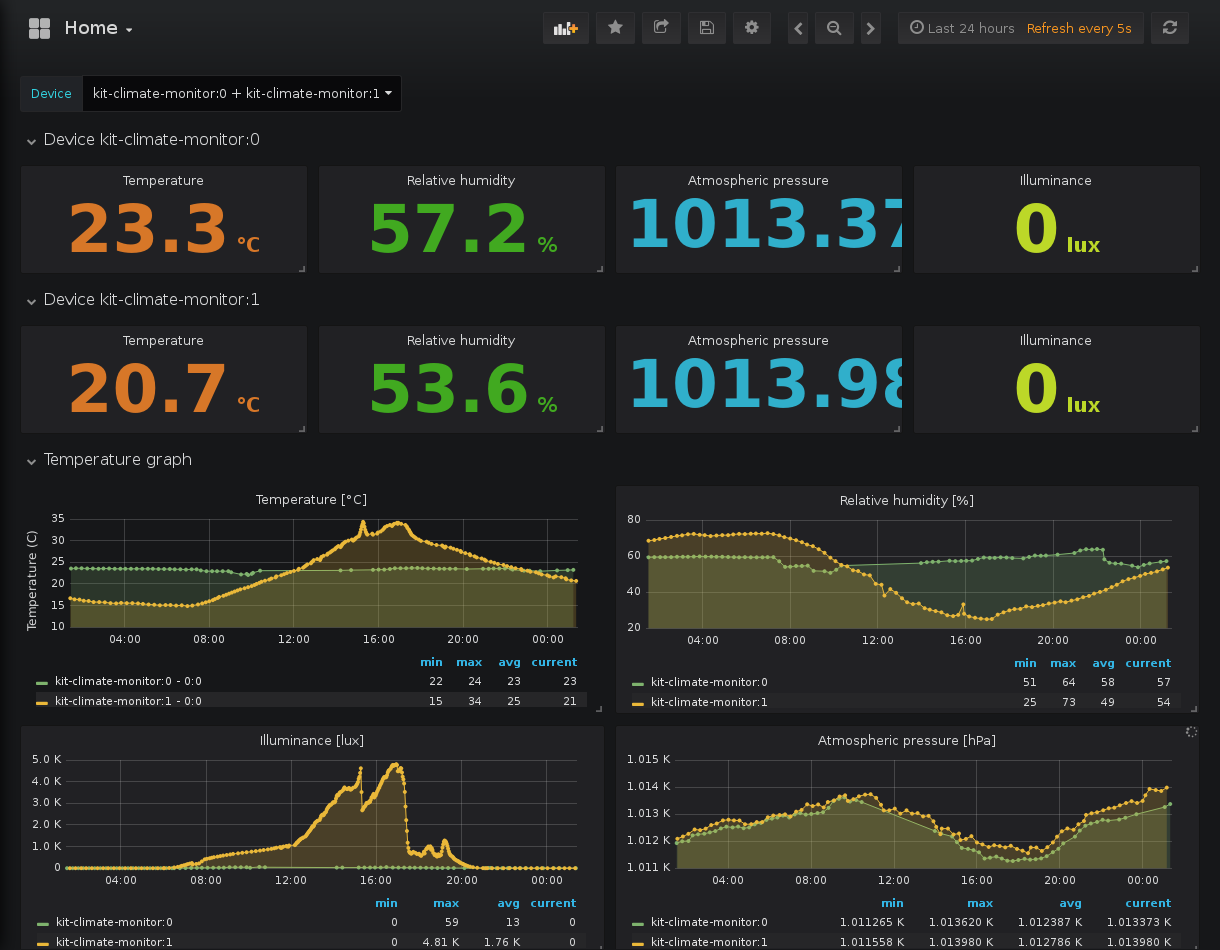 Home
Last 24 hours Refresh every 5s
Device kit-climate-monitor:0 + kit-climate-monitor:1
Device kit-climate-monitor:0
Temperature Relative humidity Atmospheric pressure Illuminance
23.3 °C 57.2 % 1013.37 0 lux
Device kit-climate-monitor:1
Temperature Relative humidity Atmospheric pressure Illuminance
20.7 °C 53.6 % 1013.98 0 lux
Temperature graph
Temperature [°C]
Temperature (C)
35
30
25
20
15
10
04:00 08:00 12:00 16:00 20:00 00:00
min max avg current
kit-climate-monitor:0 - 0:0 22 24 23 23
kit-climate-monitor:1 - 0:0 15 34 25 21
Relative humidity [%]
80
60
40
20
04:00 08:00 12:00 16:00 20:00 00:00
min max avg current
kit-climate-monitor:0 51 64 58 57
kit-climate-monitor:1 25 73 49 54
Illuminance [lux]
5.0 K
4.0 K
3.0 K
2.0 K
1.0 K
0
04:00 08:00 12:00 16:00 20:00 00:00
min max avg current
kit-climate-monitor:0 0 59 13 0
kit-climate-monitor:1 0 4.81 K 1.76 K 0
Atmospheric pressure [hPa]
1.015 K
1.014 K
1.013 K
1.012 K
1.011 K
04:00 08:00 12:00 16:00 20:00 00:00
min max avg current
kit-climate-monitor:0 1.011265 K 1.013620 K 1.012387 K 1.013373 K
kit-climate-monitor:1 1.011558 K 1.013980 K 1.012786 K 1.013980 K